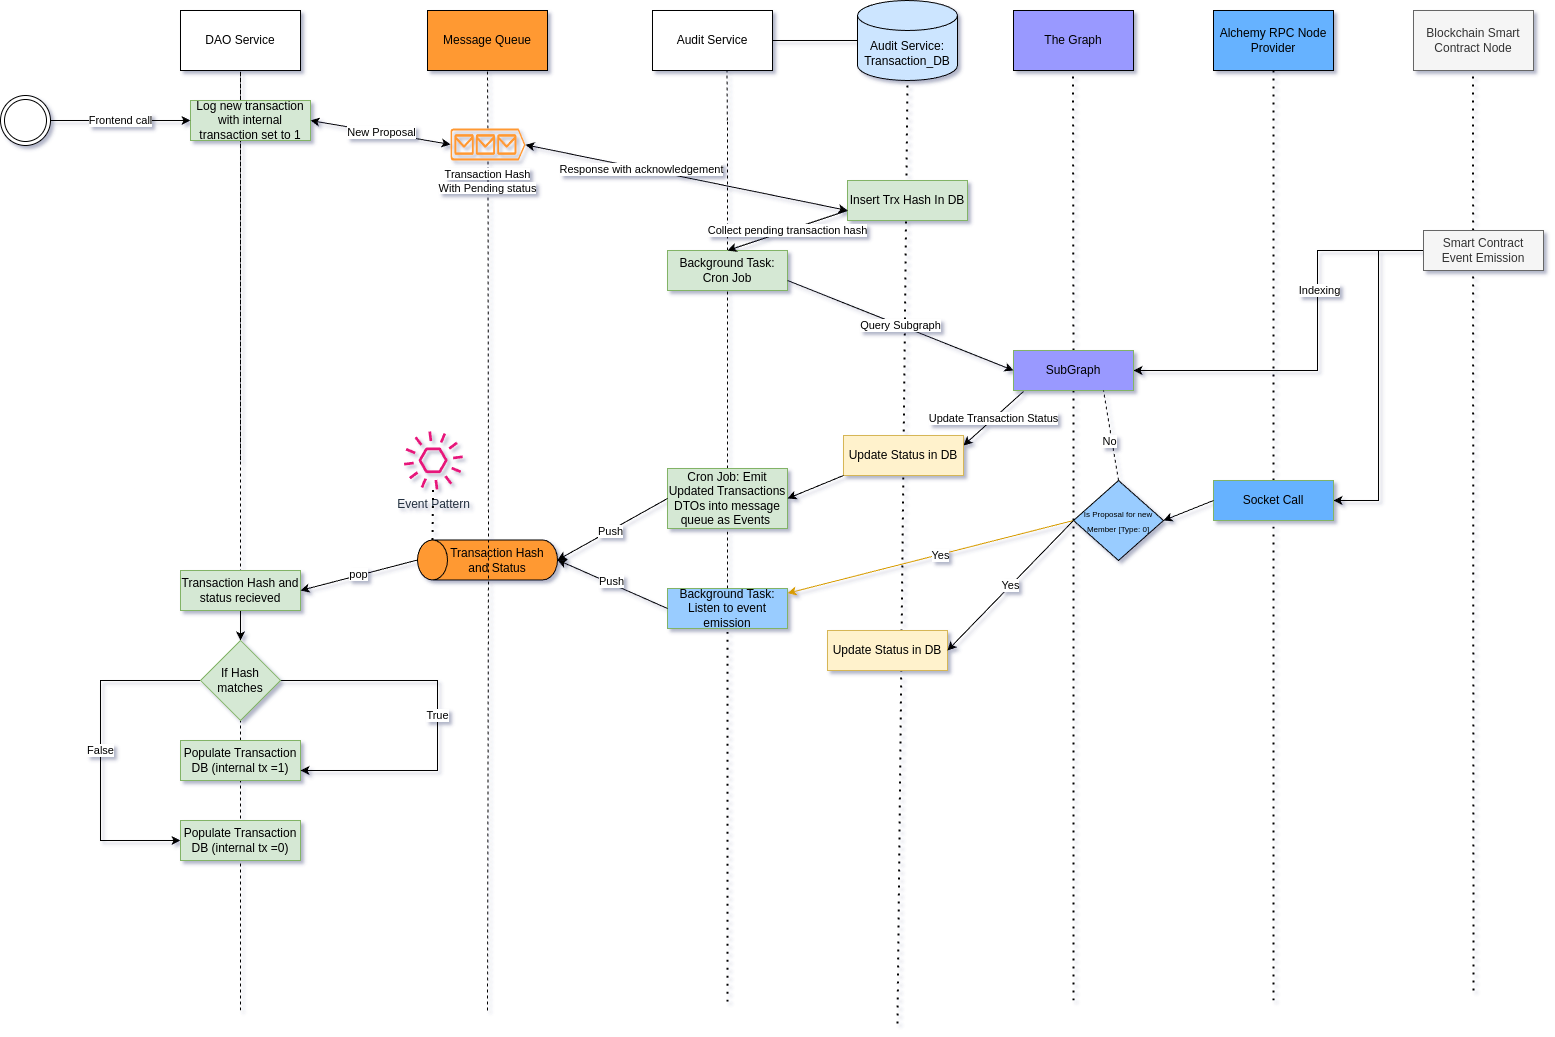 DAO Service
Message Queue
Audit Service
Audit Service:
Transaction_DB
The Graph
Alchemy RPC Node
Provider
Blockchain Smart
Contract Node
Frontend call
Log new transaction
with internal
transaction set to 1
New Proposal
Transaction Hash
With Pending status
Response with acknowledgement
Insert Trx Hash In DB
Collect pending transaction hash
Background Task:
Cron Job
Smart Contract
Event Emission
Indexing
Query Subgraph
SubGraph
Update Transaction Status
No
Update Status in DB
Cron Job: Emit
Updated Transactions
DTOs into message
queue as Events
Socket Call
Is Proposal for new
Member [Type: 0]
Event Pattern
Push
Transaction Hash
and Status
Yes
pop
Push
Yes
Transaction Hash and
status recieved
Background Task:
Listen to event
emission
Update Status in DB
If Hash
matches
True
False
Populate Transaction
DB (internal tx =1)
Populate Transaction
DB (internal tx =0)